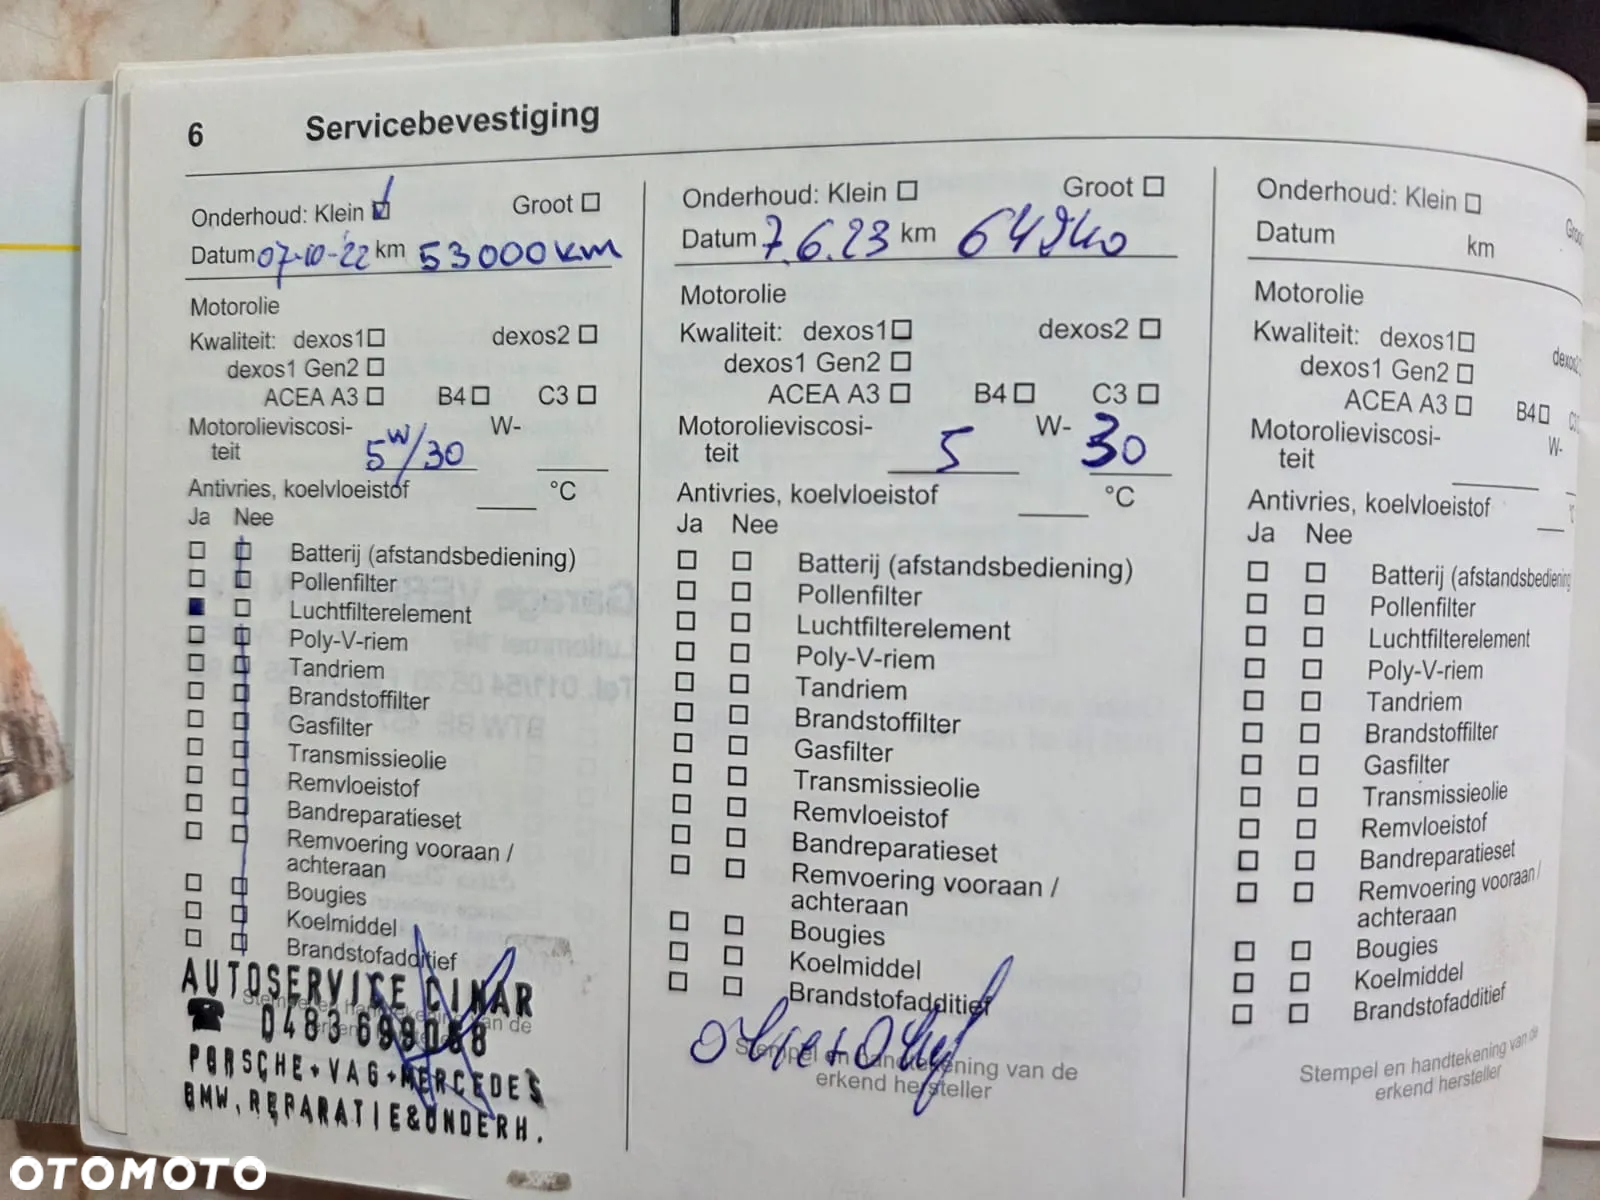 6 Servicebevestiging
Onderhoud: Klein Groot
Datum 07-10-'22 km 53000km
Motorolie
Kwaliteit: dexos1 dexos2
dexos1 Gen2
ACEA A3 B4 C3
Motorolieviscosi-
teit 5W/30 W-
Antivries, koelvloeistof °C
Ja Nee
Batterij (afstandsbediening)
Pollenfilter
Luchtfilterelement
Poly-V-riem
Tandriem
Brandstoffilter
Gasfilter
Transmissieolie
Remvloeistof
Bandreparatieset
Remvoering vooraan /
achteraan
Bougies
Koelmiddel
Brandstofadditief
AUTOSERVICE CINAR
0483699088
PORSCHE+VAG+MERCEDES
BMW, REPARATIE&ONDERH.
Onderhoud: Klein Groot
Datum 7.6.23 km 64940
Motorolie
Kwaliteit: dexos1 dexos2
dexos1 Gen2
ACEA A3 B4 C3
Motorolieviscosi- W-
teit 5 30
Antivries, koelvloeistof °C
Ja Nee
Batterij (afstandsbediening)
Pollenfilter
Luchtfilterelement
Poly-V-riem
Tandriem
Brandstoffilter
Gasfilter
Transmissieolie
Remvloeistof
Bandreparatieset
Remvoering vooraan /
achteraan
Bougies
Koelmiddel
Brandstofadditief
Stempel en handtekening van de
erkend hersteller
Onderhoud: Klein
Datum km
Motorolie
Kwaliteit: dexos1
dexos1 Gen2
ACEA A3 B4
Motorolieviscosi- W-
teit
Antivries, koelvloeistof
Ja Nee
Batterij (afstandsbediening
Pollenfilter
Luchtfilterelement
Poly-V-riem
Tandriem
Brandstoffilter
Gasfilter
Transmissieolie
Remvloeistof
Bandreparatieset
Remvoering vooraan /
achteraan
Bougies
Koelmiddel
Brandstofadditief
Stempel en handtekening van de
erkend hersteller
OTOMOTO